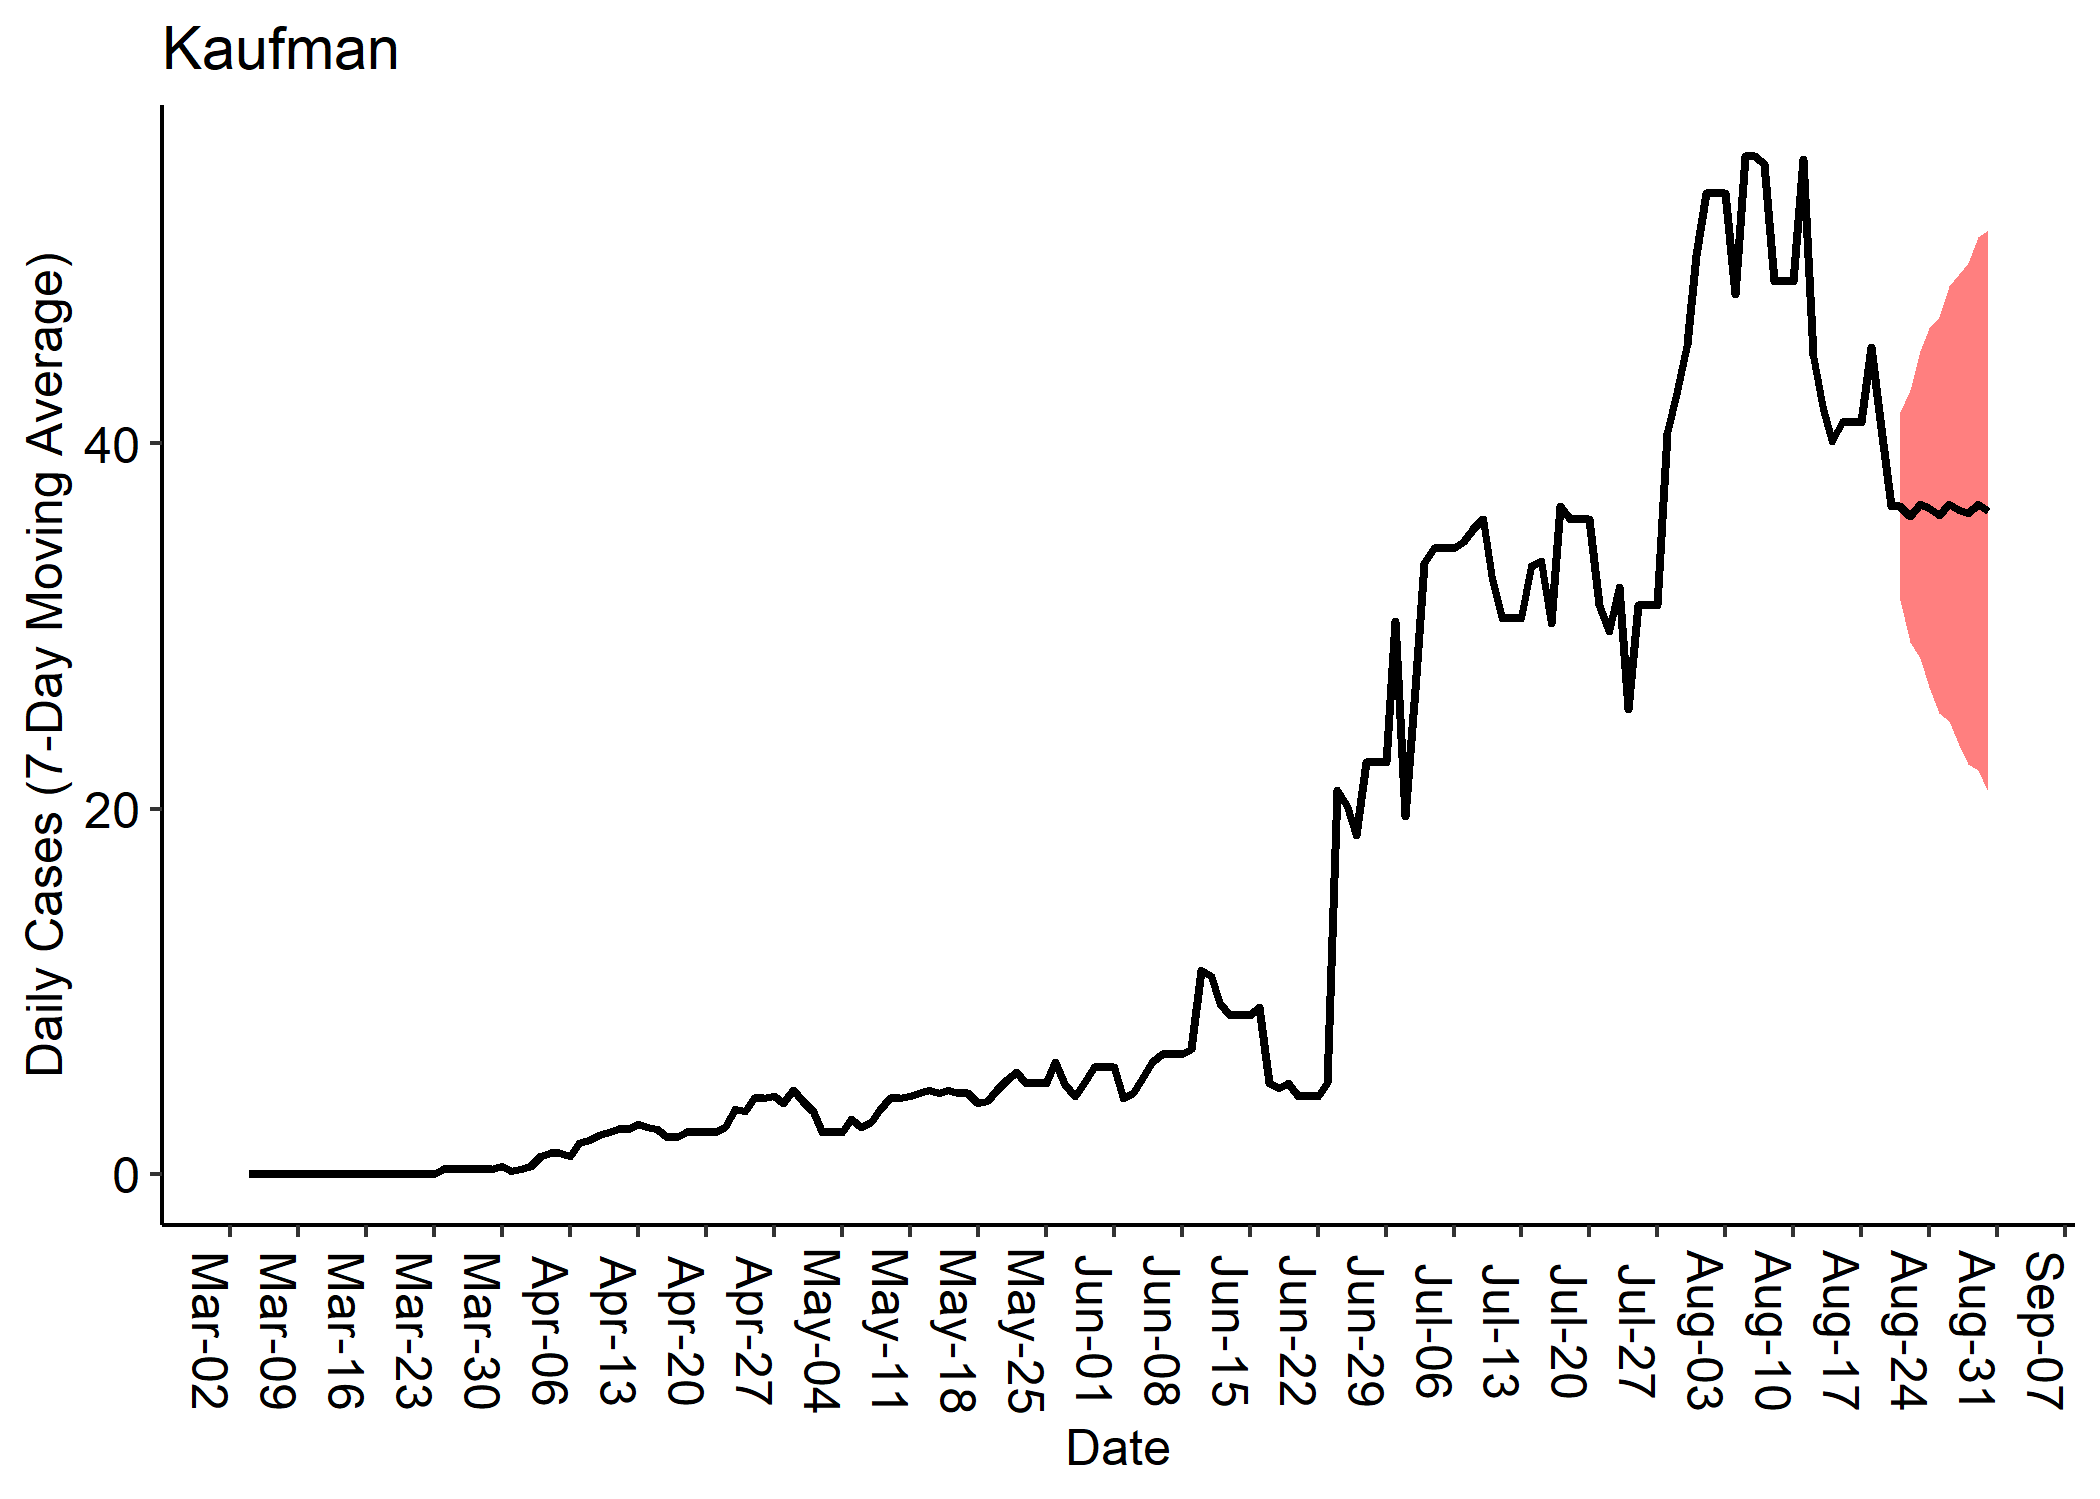 Kaufman
Daily Cases (7-Day Moving Average)
40
20
0
Mar-02
Mar-09
Mar-16
Mar-23
Mar-30
Apr-06
Apr-13
Apr-20
Apr-27
May-04
May-11
May-18
May-25
Jun-01
Jun-08
Jun-15
Jun-22
Jun-29
Jul-06
Jul-13
Jul-20
Jul-27
Aug-03
Aug-10
Aug-17
Aug-24
Aug-31
Sep-07
Date